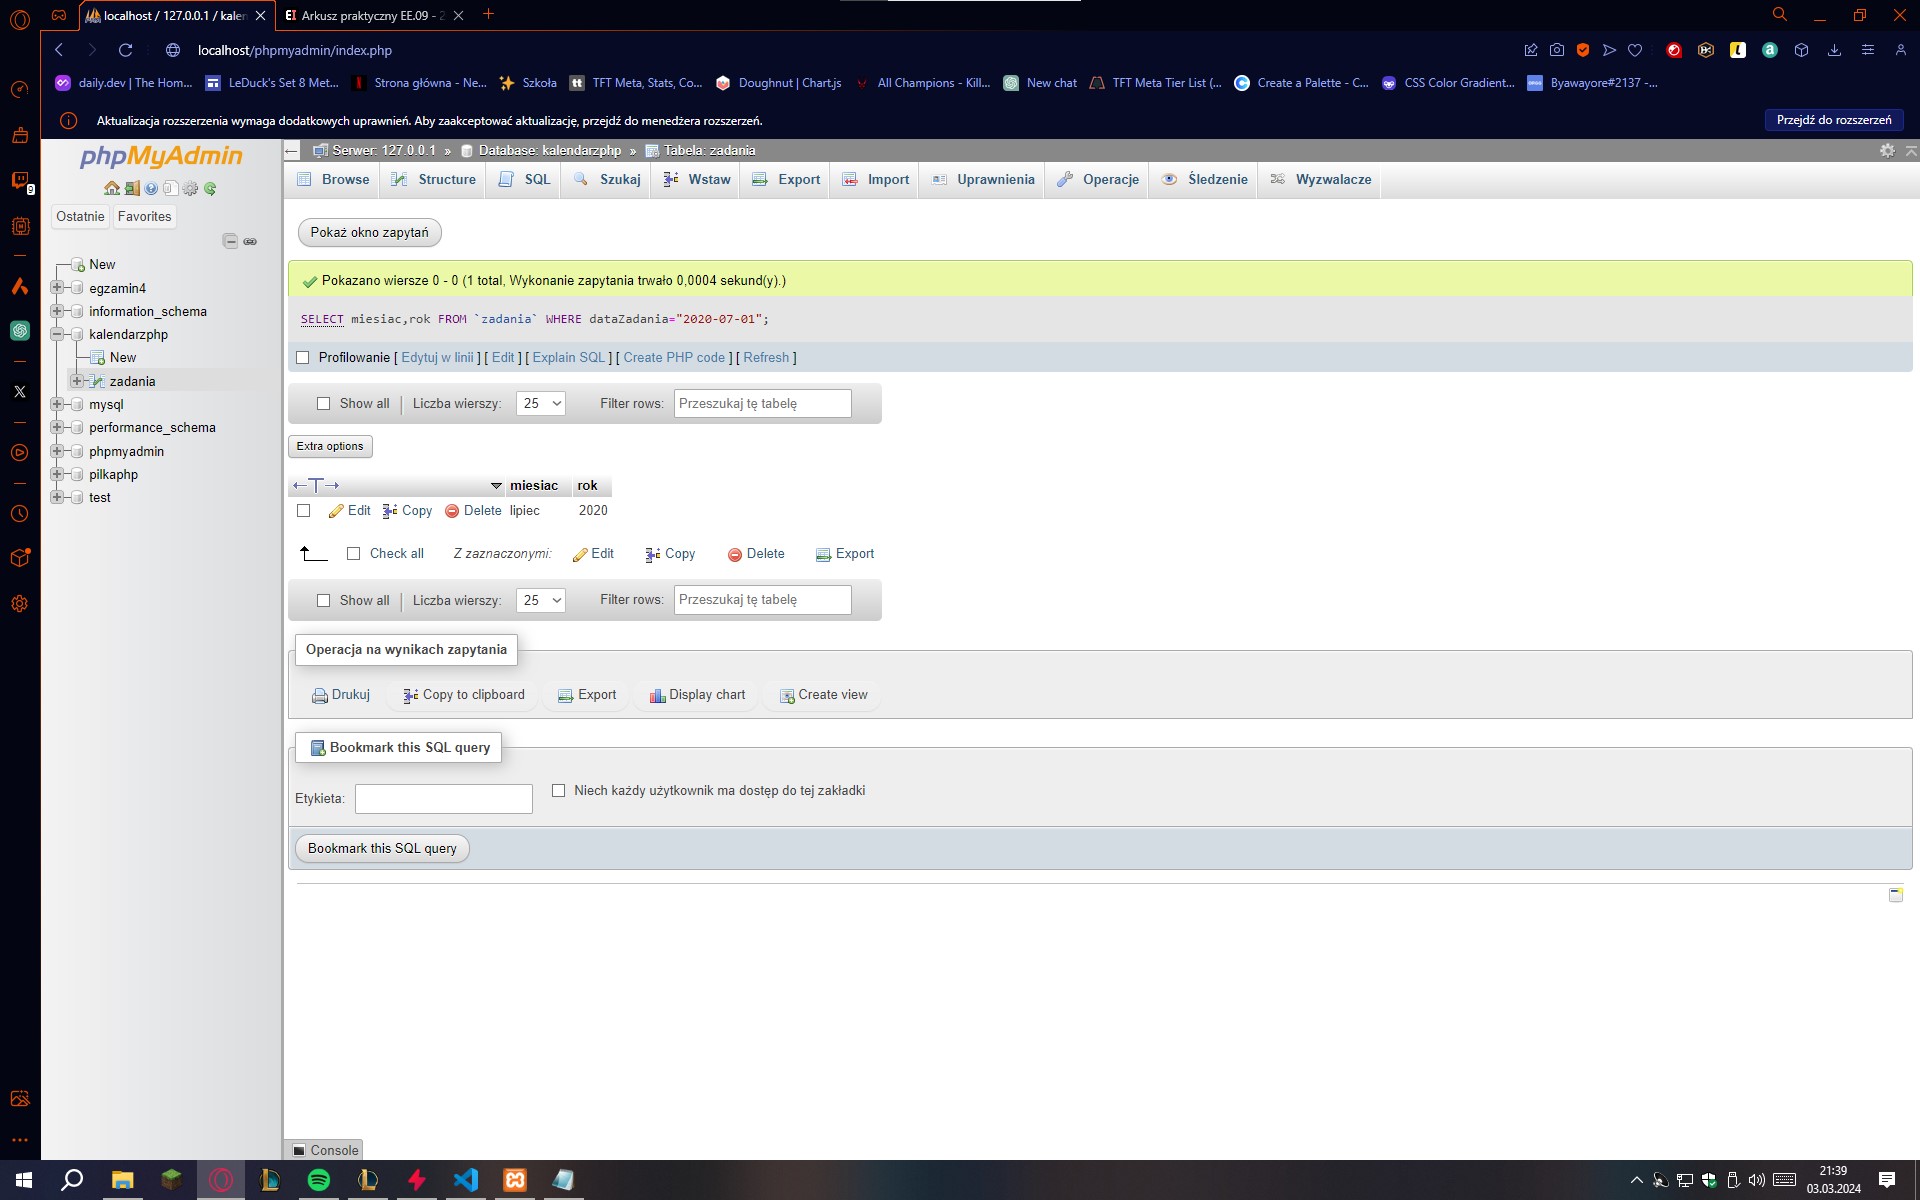 localhost / 127.0.0.1 / kalen
Arkusz praktyczny EE.09 - 2
localhost/phpmyadmin/index.php
daily.dev | The Hom...
LeDuck's Set 8 Met...
Strona główna - Ne...
Szkoła
TFT Meta, Stats, Co...
Doughnut | Chart.js
All Champions - Kill...
New chat
TFT Meta Tier List (...
Create a Palette - C...
CSS Color Gradient...
Byawayore#2137 -...
Aktualizacja rozszerzenia wymaga dodatkowych uprawnień. Aby zaakceptować aktualizację, przejdź do menedżera rozszerzeń.
Przejdź do rozszerzeń
phpMyAdmin
Ostatnie
Favorites
New
egzamin4
information_schema
kalendarzphp
New
zadania
mysql
performance_schema
phpmyadmin
pilkaphp
test
Serwer: 127.0.0.1 » Database: kalendarzphp » Tabela: zadania
Browse
Structure
SQL
Szukaj
Wstaw
Export
Import
Uprawnienia
Operacje
Śledzenie
Wyzwalacze
Pokaż okno zapytań
Pokazano wiersze 0 - 0 (1 total, Wykonanie zapytania trwało 0,0004 sekund(y).)
SELECT miesiac,rok FROM `zadania` WHERE dataZadania="2020-07-01";
Profilowanie [ Edytuj w linii ] [ Edit ] [ Explain SQL ] [ Create PHP code ] [ Refresh ]
Show all | Liczba wierszy: 25 Filter rows: Przeszukaj tę tabelę
Extra options
←T→ miesiac rok
Edit Copy Delete lipiec 2020
Check all Z zaznaczonymi: Edit Copy Delete Export
Show all | Liczba wierszy: 25 Filter rows: Przeszukaj tę tabelę
Operacja na wynikach zapytania
Drukuj Copy to clipboard Export Display chart Create view
Bookmark this SQL query
Etykieta: Niech każdy użytkownik ma dostęp do tej zakładki
Bookmark this SQL query
Console
21:39
03.03.2024